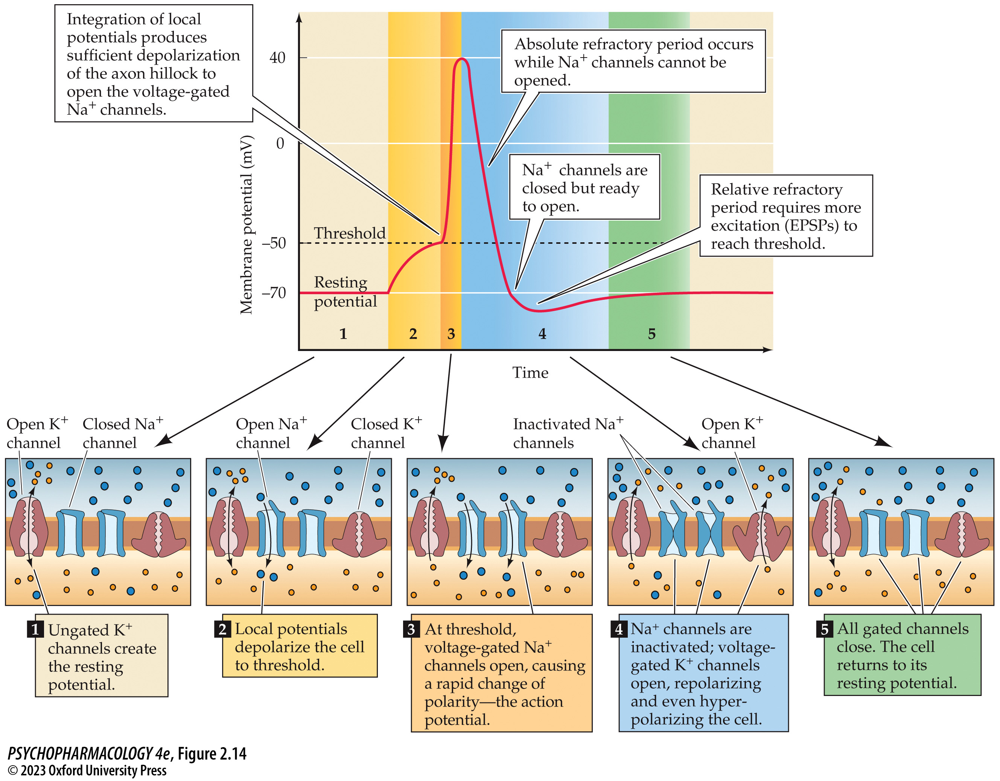 Integration of local
potentials produces
sufficient depolarization
of the axon hillock to
open the voltage-gated
Na+ channels.
Absolute refractory period occurs
while Na+ channels cannot be
opened.
Na+ channels are
closed but ready
to open.
Relative refractory
period requires more
excitation (EPSPs) to
reach threshold.
Membrane potential (mV)
40
0
–50
–70
Threshold
Resting
potential
1
2
3
4
5
Time
Open K+
channel
Closed Na+
channel
Open Na+
channel
Closed K+
channel
Inactivated Na+
channels
Open K+
channel
1 Ungated K+
channels create
the resting
potential.
2 Local potentials
depolarize the cell
to threshold.
3 At threshold,
voltage-gated Na+
channels open, causing
a rapid change of
polarity—the action
potential.
4 Na+ channels are
inactivated; voltage-
gated K+ channels
open, repolarizing
and even hyper-
polarizing the cell.
5 All gated channels
close. The cell
returns to its
resting potential.
PSYCHOPHARMACOLOGY 4e, Figure 2.14
© 2023 Oxford University Press